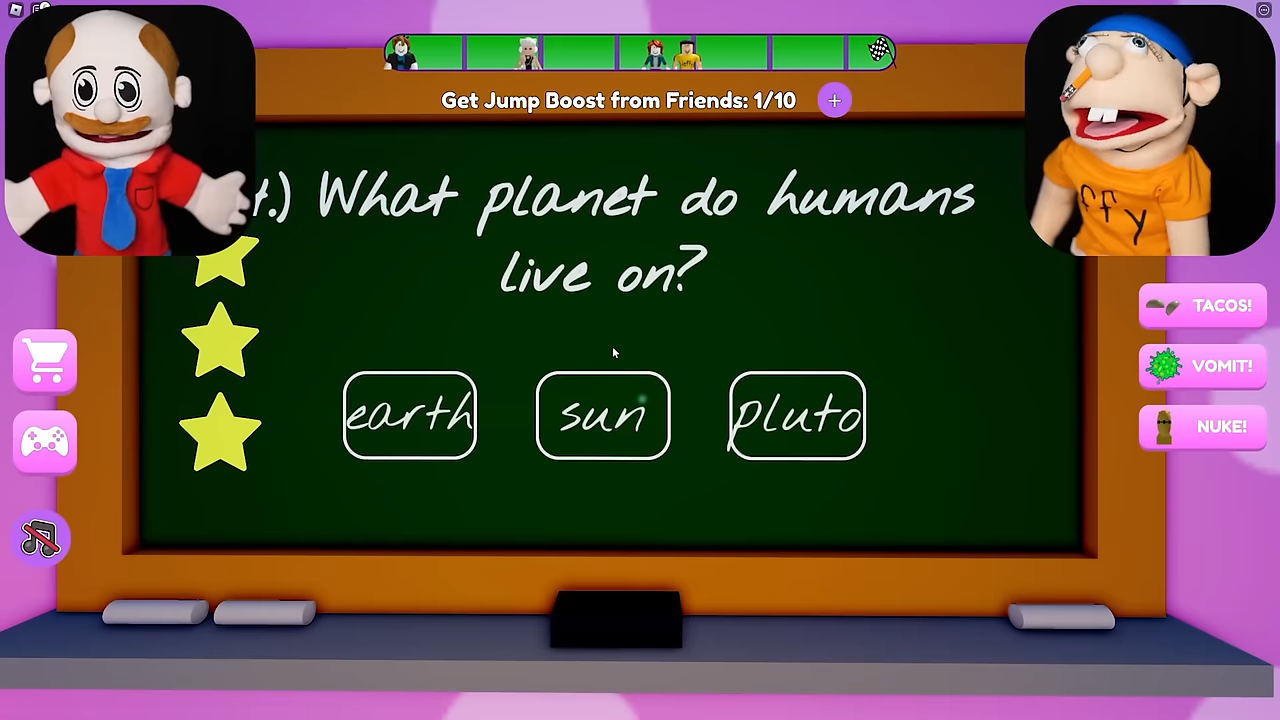 Get Jump Boost from Friends: 1/10
.) What planet do humans
live on?
earth
sun
pluto
TACOS!
VOMIT!
NUKE!
ffy